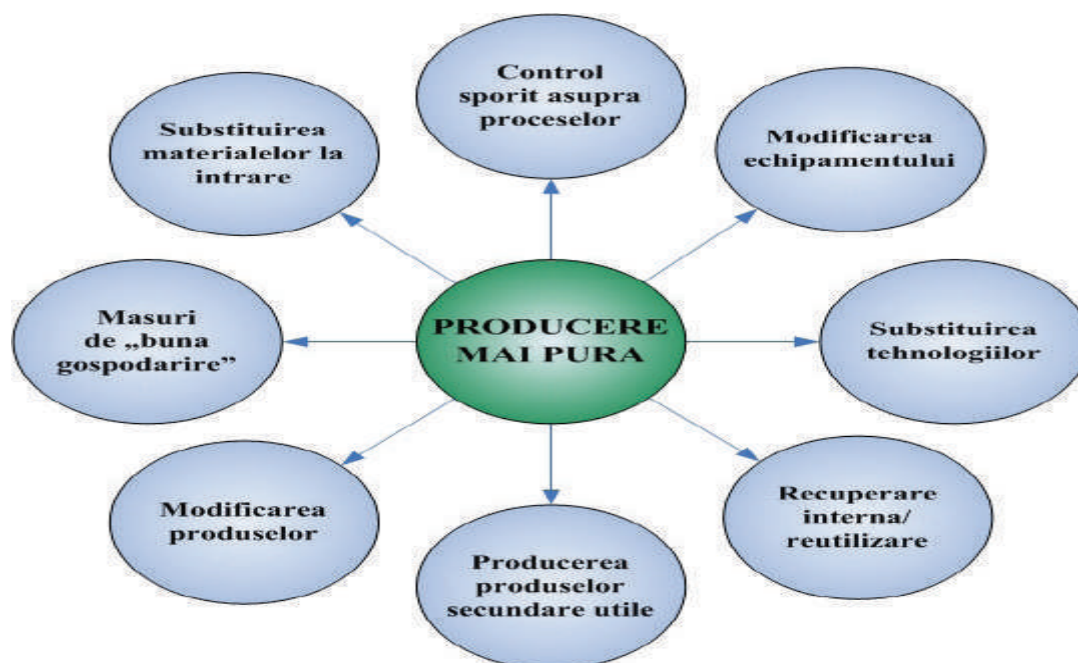 Control
sporit asupra
proceselor
Substituirea
materialelor la
intrare
Modificarea
echipamentului
Masuri
de „buna
gospodarire”
PRODUCERE
MAI PURA
Substituirea
tehnologiilor
Modificarea
produselor
Recuperare
interna/
reutilizare
Producerea
produselor
secundare utile